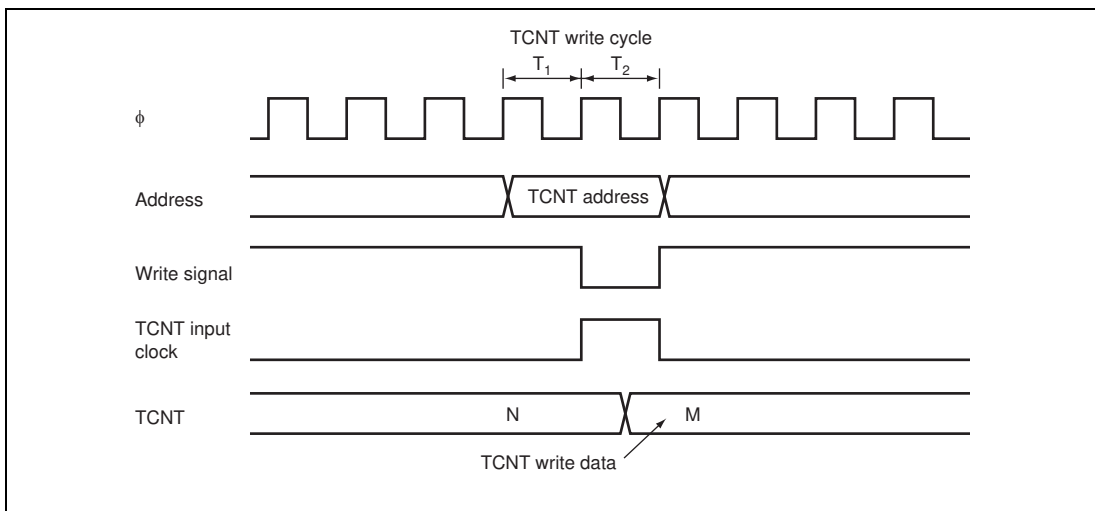 TCNT write cycle
T1 T2
φ
Address
TCNT address
Write signal
TCNT input
clock
TCNT
N
M
TCNT write data